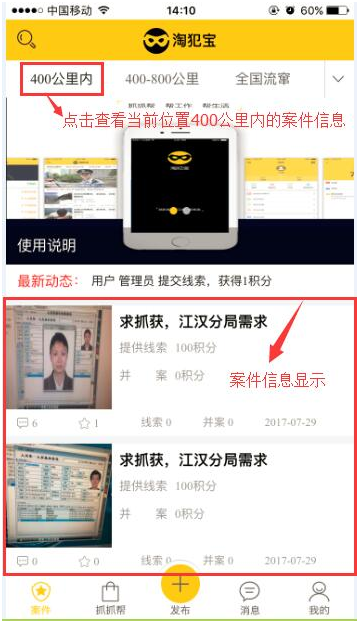 中国移动 14:10 60%
淘犯宝
400公里内 400-800公里 全国流窜
点击查看当前位置400公里内的案件信息
抓抓帮 帮工作 帮生活
使用说明
最新动态： 用户 管理员 提交线索，获得1积分
求抓获，江汉分局需求
提供线索 100积分
案件信息显示
并 案 0积分
6 1 线索 0 并案 0 2017-07-29
求抓获，江汉分局需求
提供线索 100积分
并 案 0积分
0 0 线索 0 并案 0 2017-07-29
案件 抓抓帮 发布 消息 我的